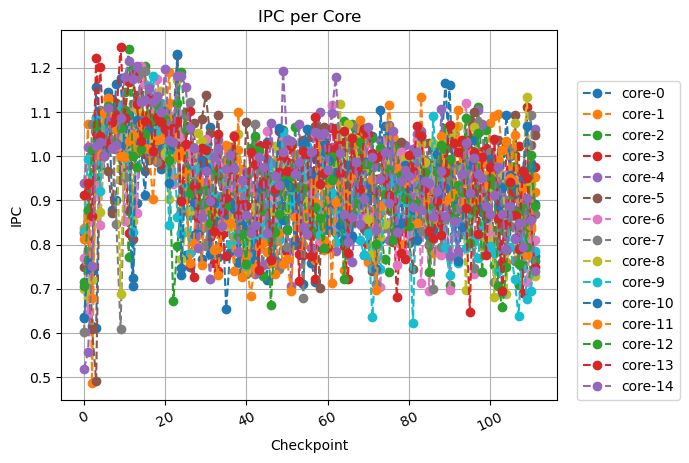 IPC per Core
IPC
1.2
1.1
1.0
0.9
0.8
0.7
0.6
0.5
0
20
40
60
80
100
Checkpoint
core-0
core-1
core-2
core-3
core-4
core-5
core-6
core-7
core-8
core-9
core-10
core-11
core-12
core-13
core-14